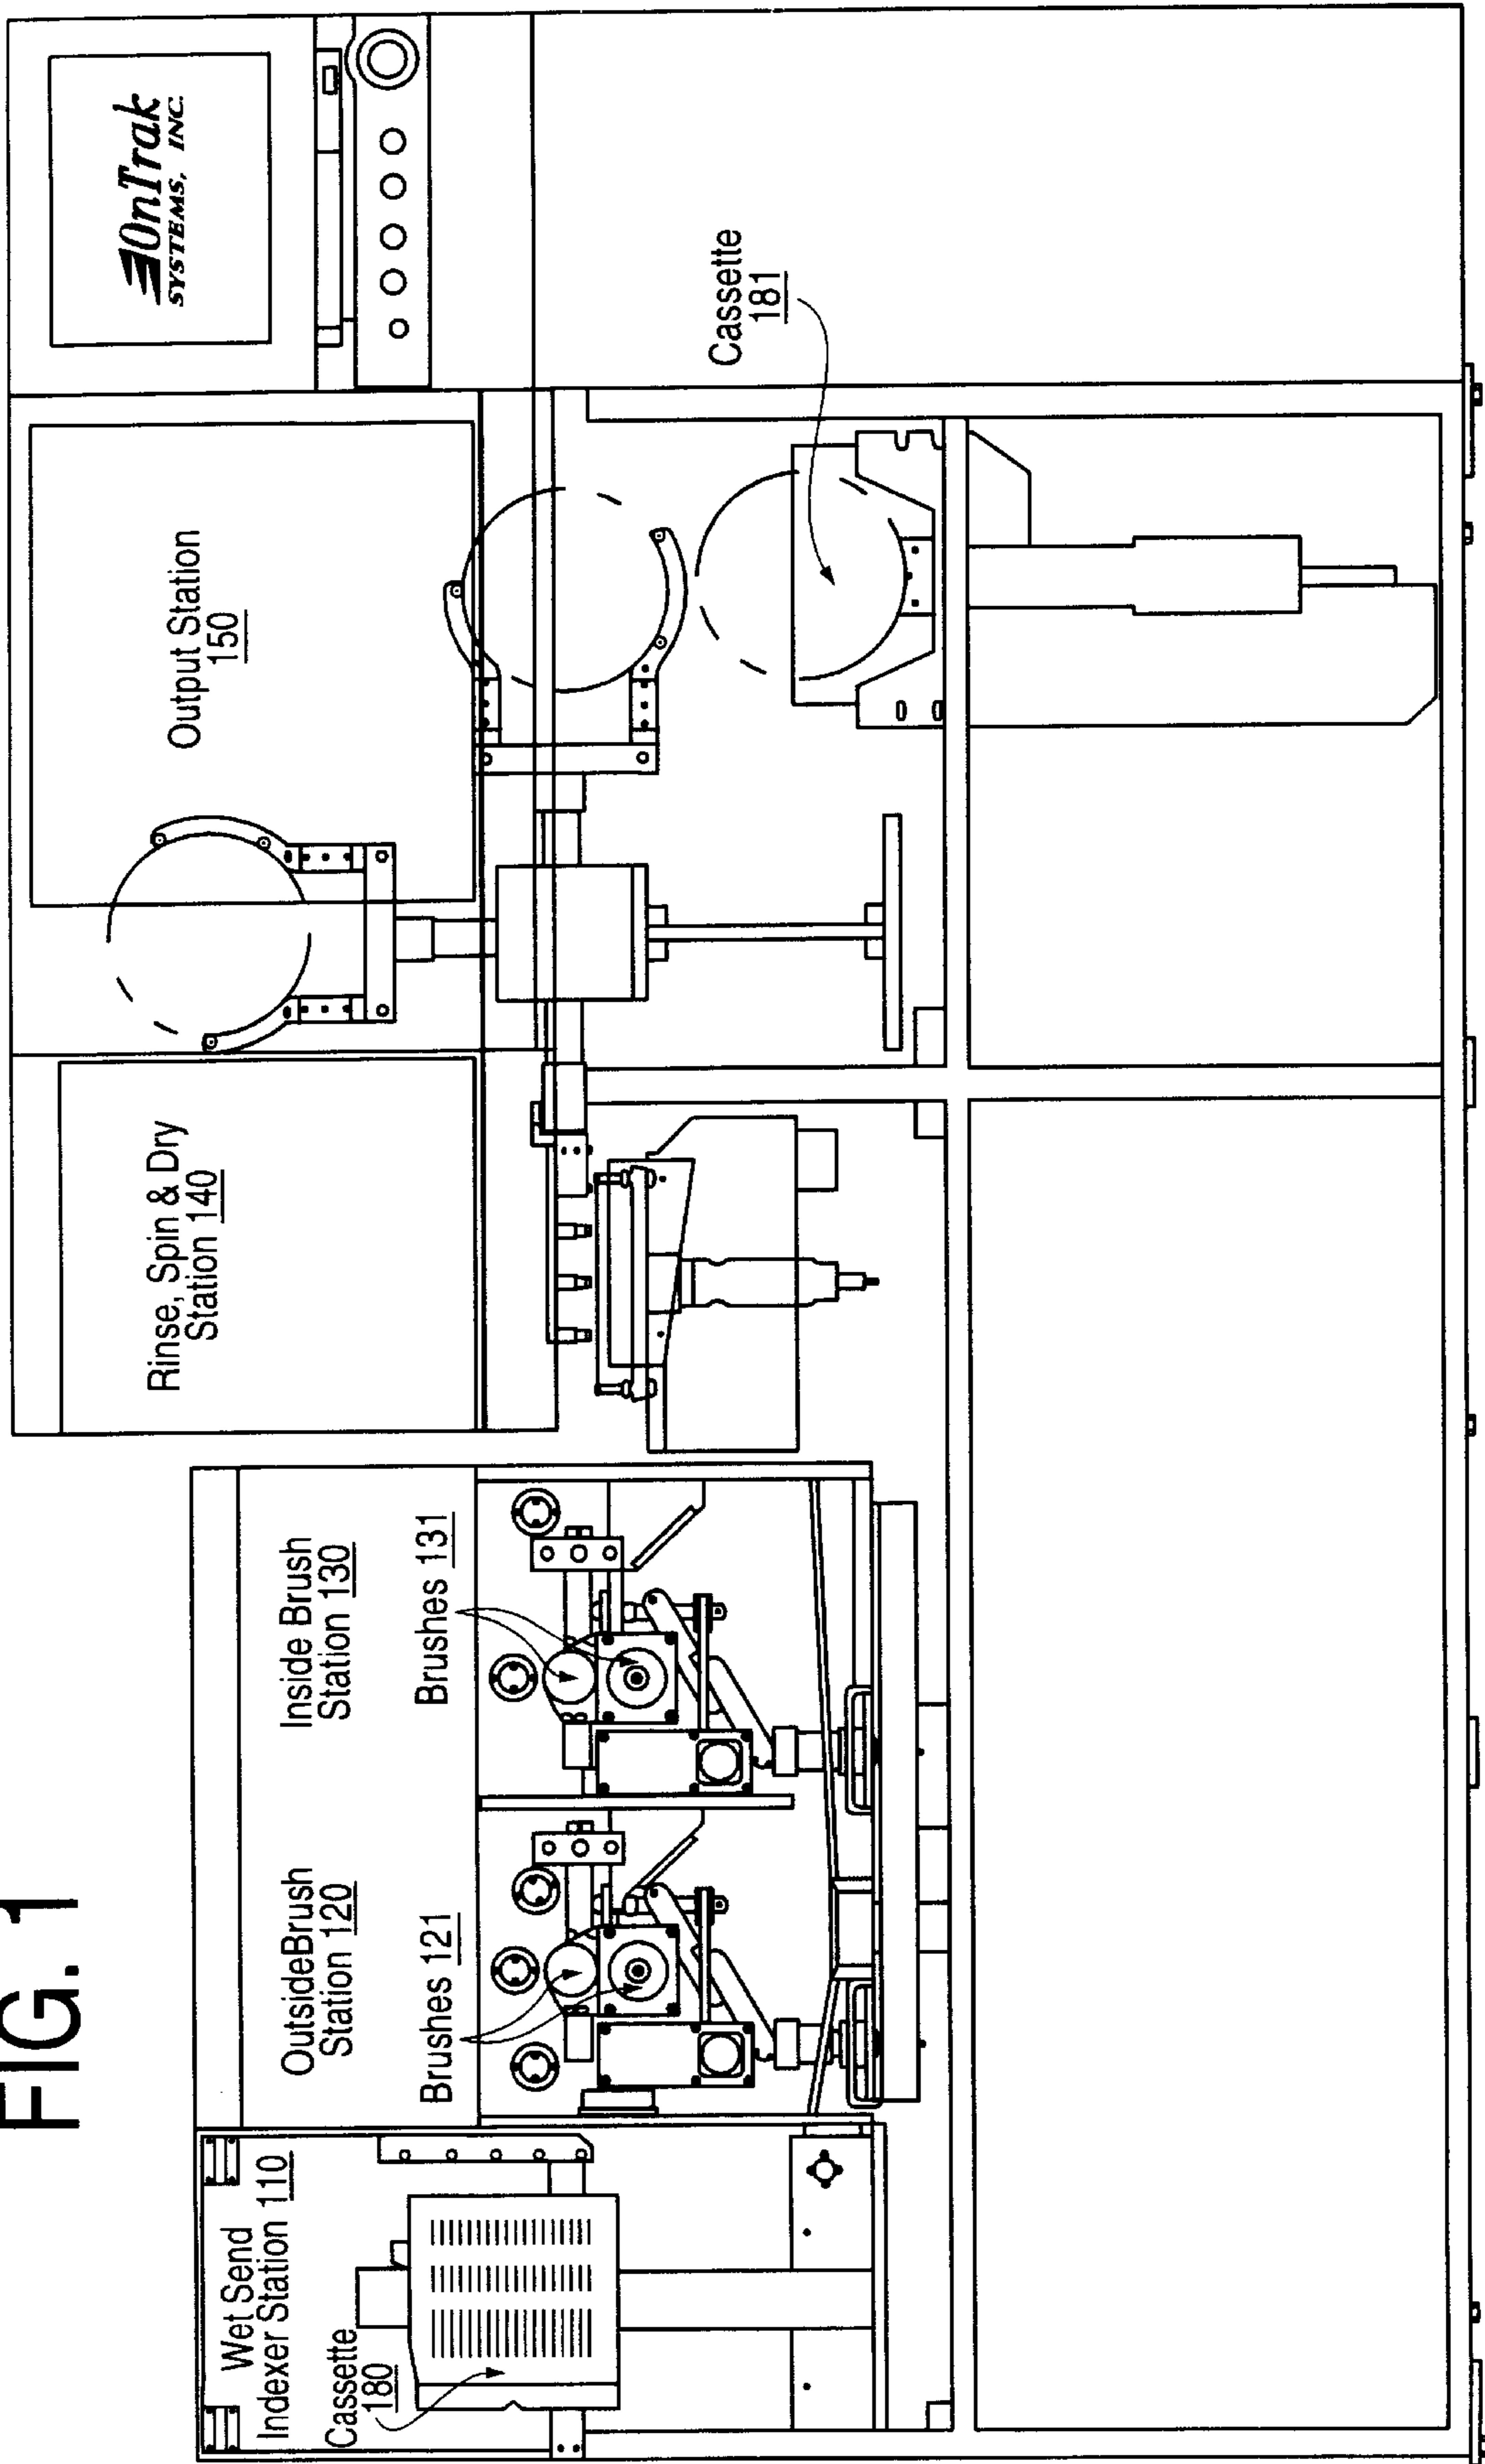 FIG. 1
Wet Send
Indexer Station 110
Cassette
180
OutsideBrush
Station 120
Brushes 121
Inside Brush
Station 130
Brushes 131
Rinse, Spin & Dry
Station 140
Output Station
150
Cassette
181
OnTrak
SYSTEMS, INC.